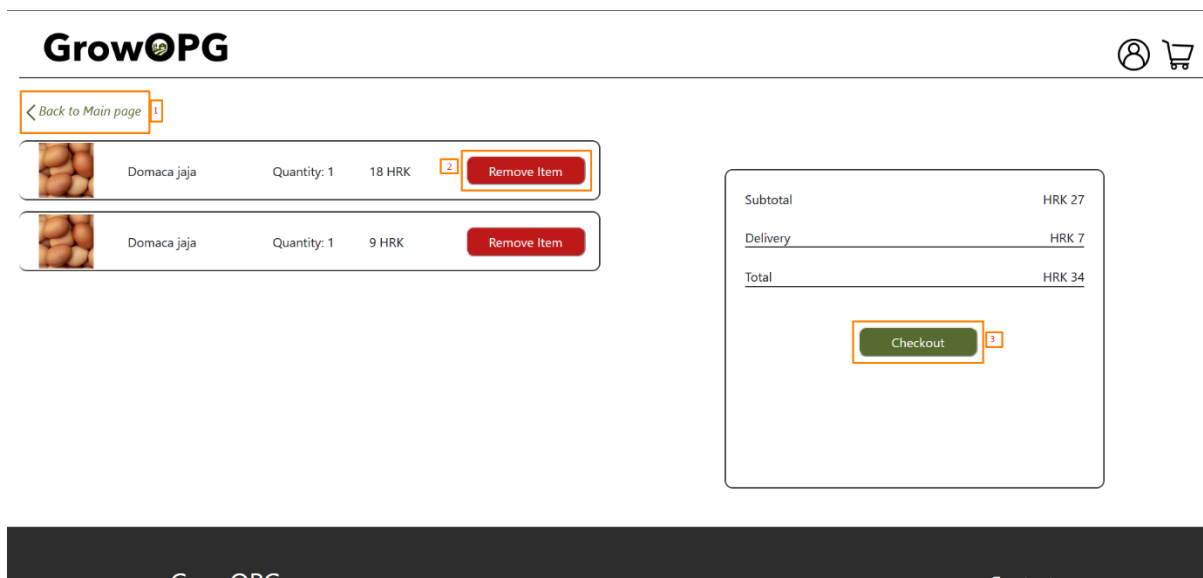 GrowOPG
Back to Main page 1
Domaca jaja Quantity: 1 18 HRK 2 Remove Item
Domaca jaja Quantity: 1 9 HRK Remove Item
Subtotal HRK 27
Delivery HRK 7
Total HRK 34
Checkout 3